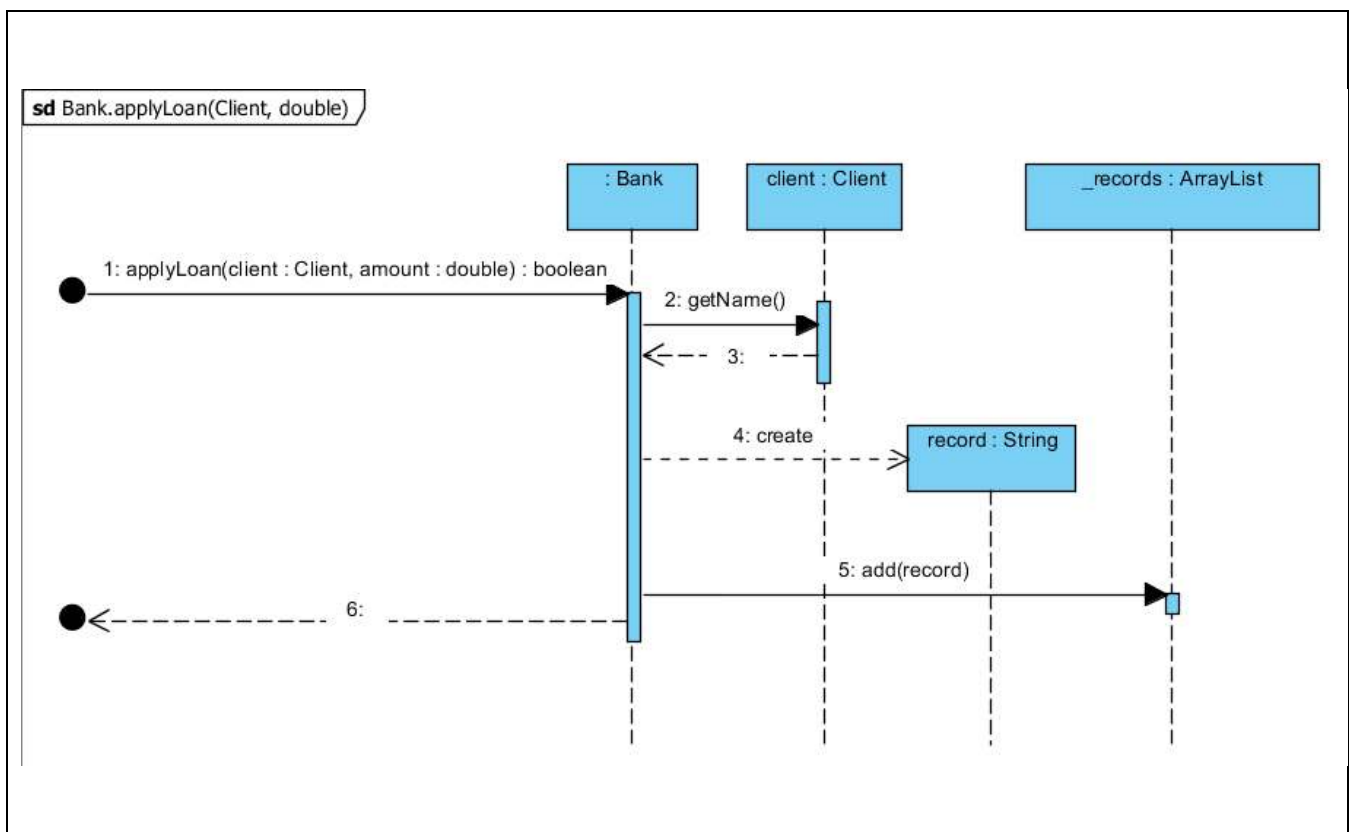 sd Bank.applyLoan(Client, double)
: Bank
client : Client
_records : ArrayList
1: applyLoan(client : Client, amount : double) : boolean
2: getName()
3:
4: create
record : String
5: add(record)
6: